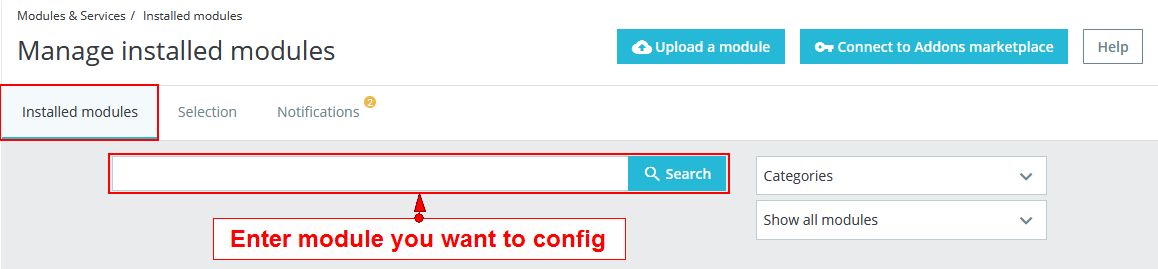 Modules & Services / Installed modules
Manage installed modules
Upload a module
Connect to Addons marketplace
Help
Installed modules
Selection
Notifications
2
Search
Categories
Show all modules
Enter module you want to config